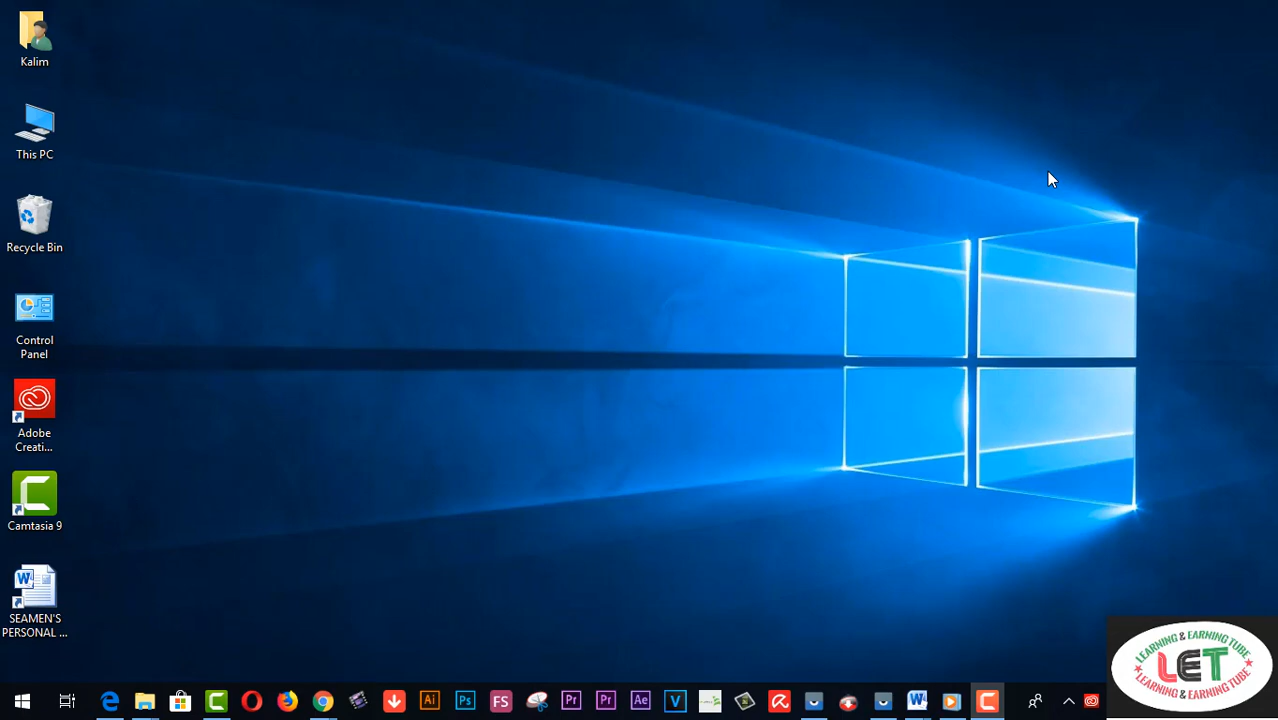 Kalim
This PC
Recycle Bin
Control
Panel
Adobe
Creati...
Camtasia 9
SEAMEN'S
PERSONAL ...
Ai
Ps
FS
Pr
Pr
Ae
V
W
LEARNING & EARNING TUBE
LET
LEARNING & EARNING TUBE